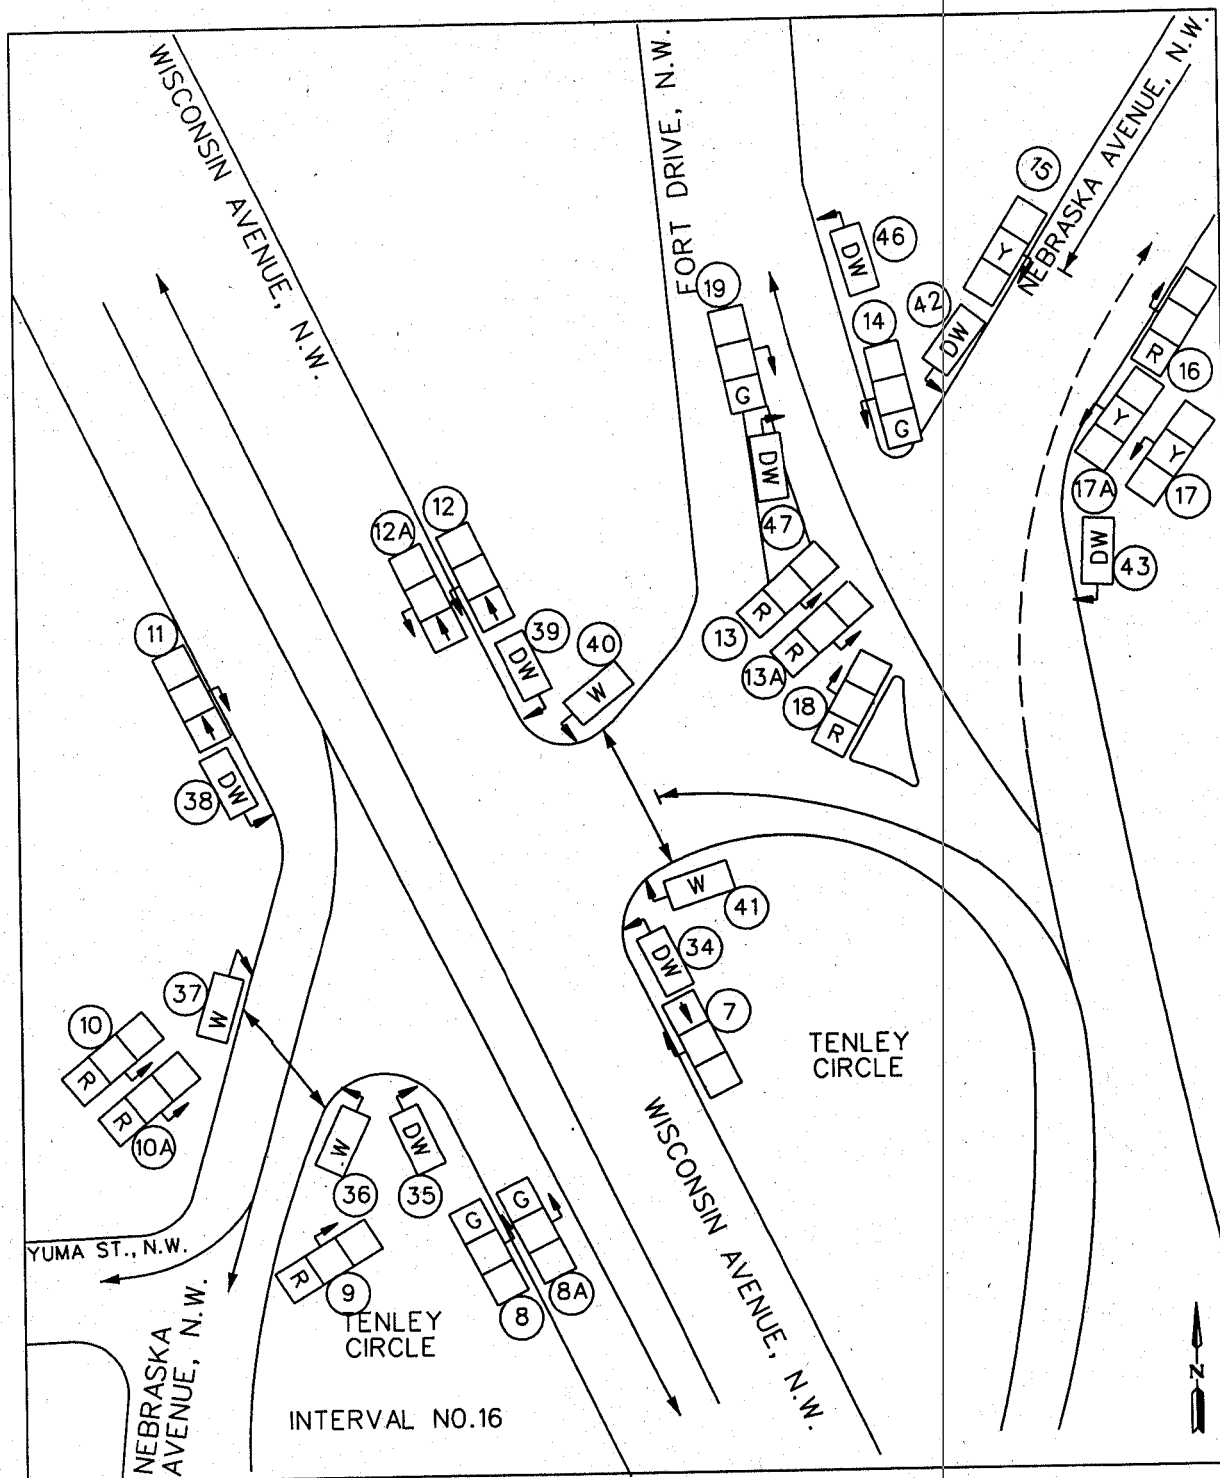 WISCONSIN AVENUE, N.W.
FORT DRIVE, N.W.
NEBRASKA AVENUE, N.W.
15
Y
46
DW
42
DW
14
G
19
G
DW
47
R
16
Y
17A
Y
17
DW
43
12A
12
39
DW
40
W
11
DW
38
R
13
R
13A
18
R
W
41
34
DW
7
37
W
10
R
R
10A
TENLEY
CIRCLE
W
36
DW
35
G
8
G
8A
R
9
YUMA ST., N.W.
TENLEY
CIRCLE
WISCONSIN AVENUE, N.W.
NEBRASKA
AVENUE, N.W.
INTERVAL NO.16
N